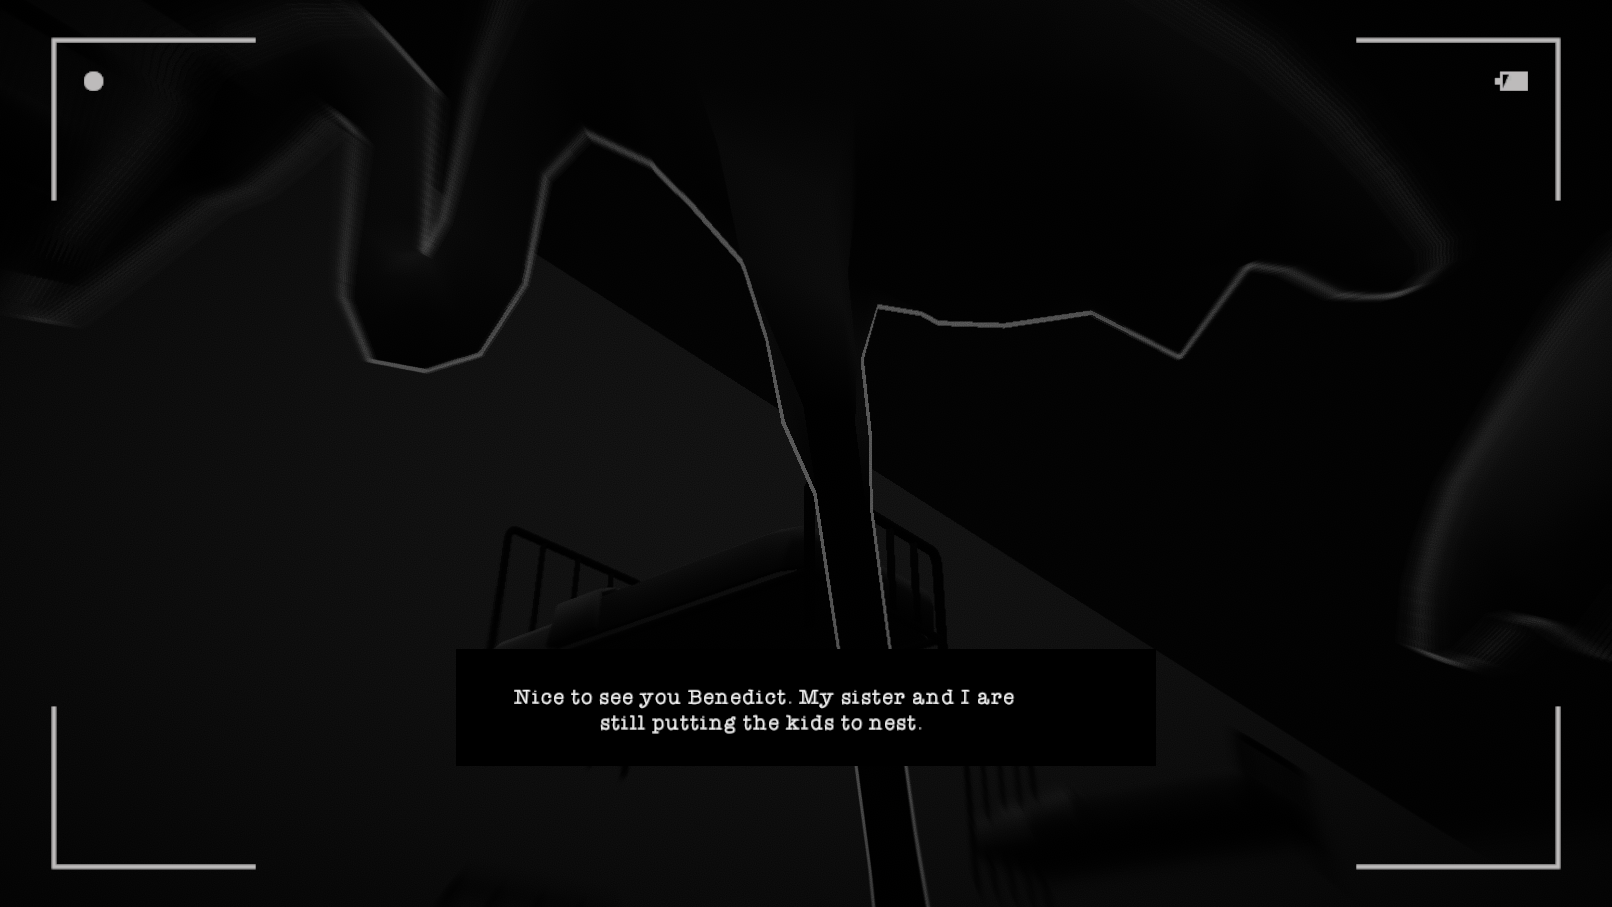 Nice to see you Benedict. My sister and I are
still putting the kids to nest.